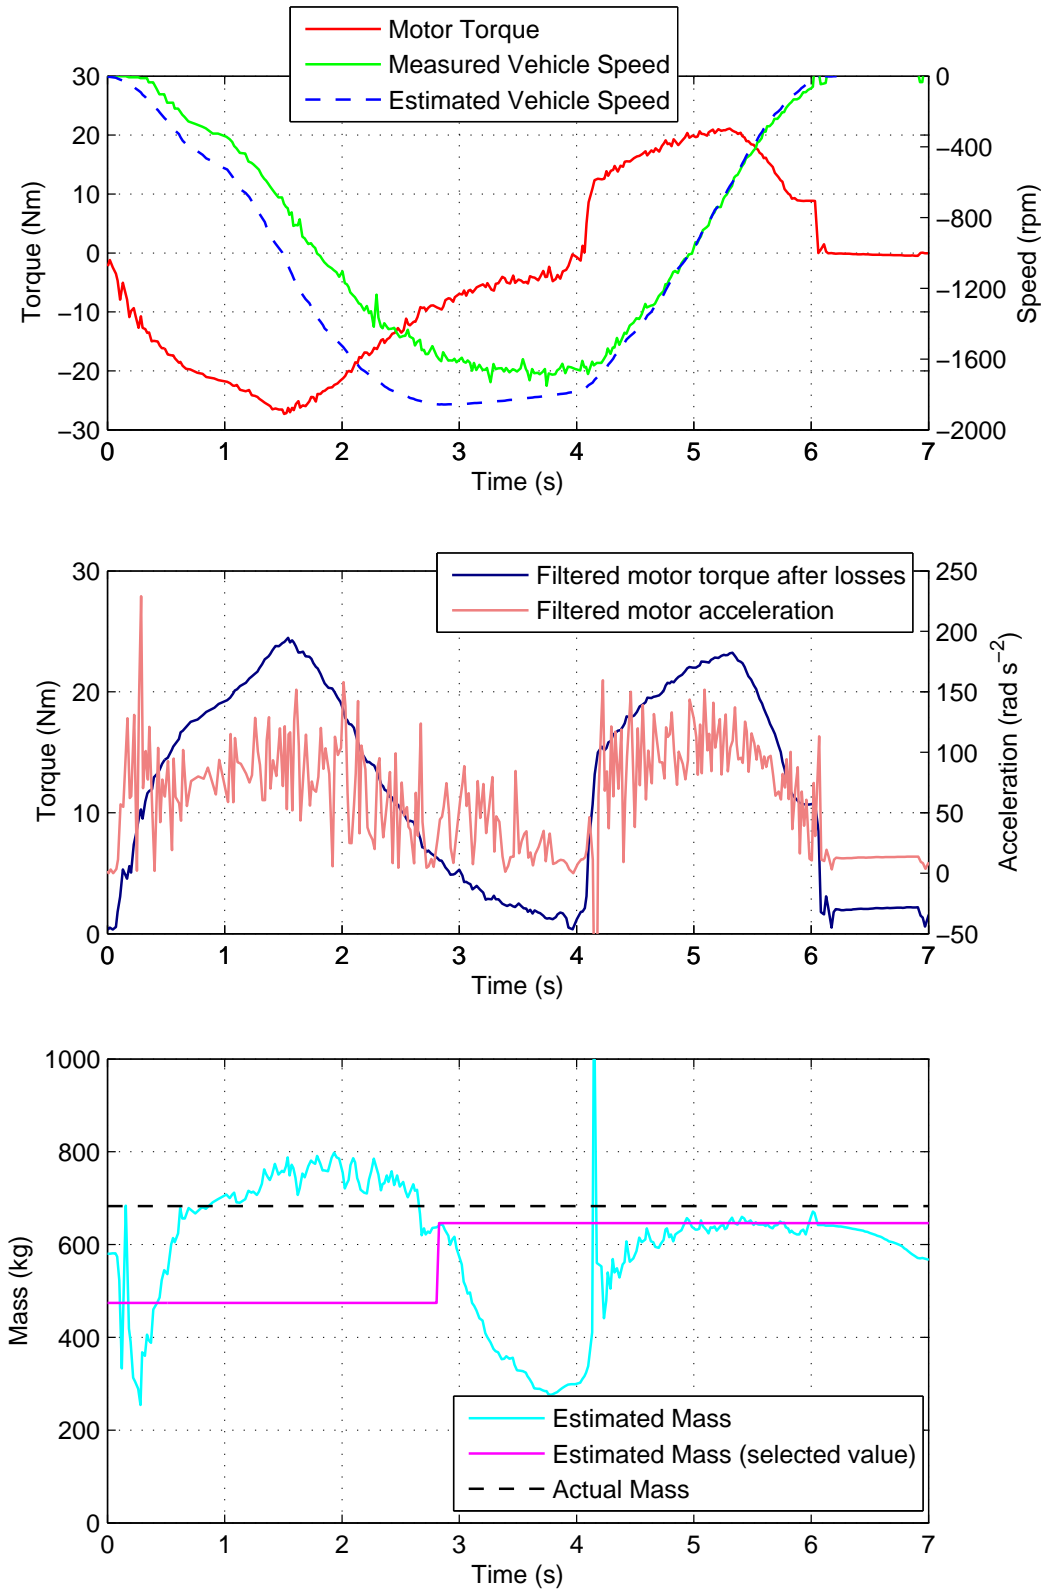 Motor Torque
Measured Vehicle Speed
Estimated Vehicle Speed
30
20
10
0
−10
−20
−30
Torque (Nm)
0
−400
−800
−1200
−1600
−2000
Speed (rpm)
0 1 2 3 4 5 6 7
Time (s)
Filtered motor torque after losses
Filtered motor acceleration
30
20
10
0
Torque (Nm)
250
200
150
100
50
0
−50
Acceleration (rad s−2)
0 1 2 3 4 5 6 7
Time (s)
1000
800
600
400
200
0
Mass (kg)
Estimated Mass
Estimated Mass (selected value)
Actual Mass
0 1 2 3 4 5 6 7
Time (s)